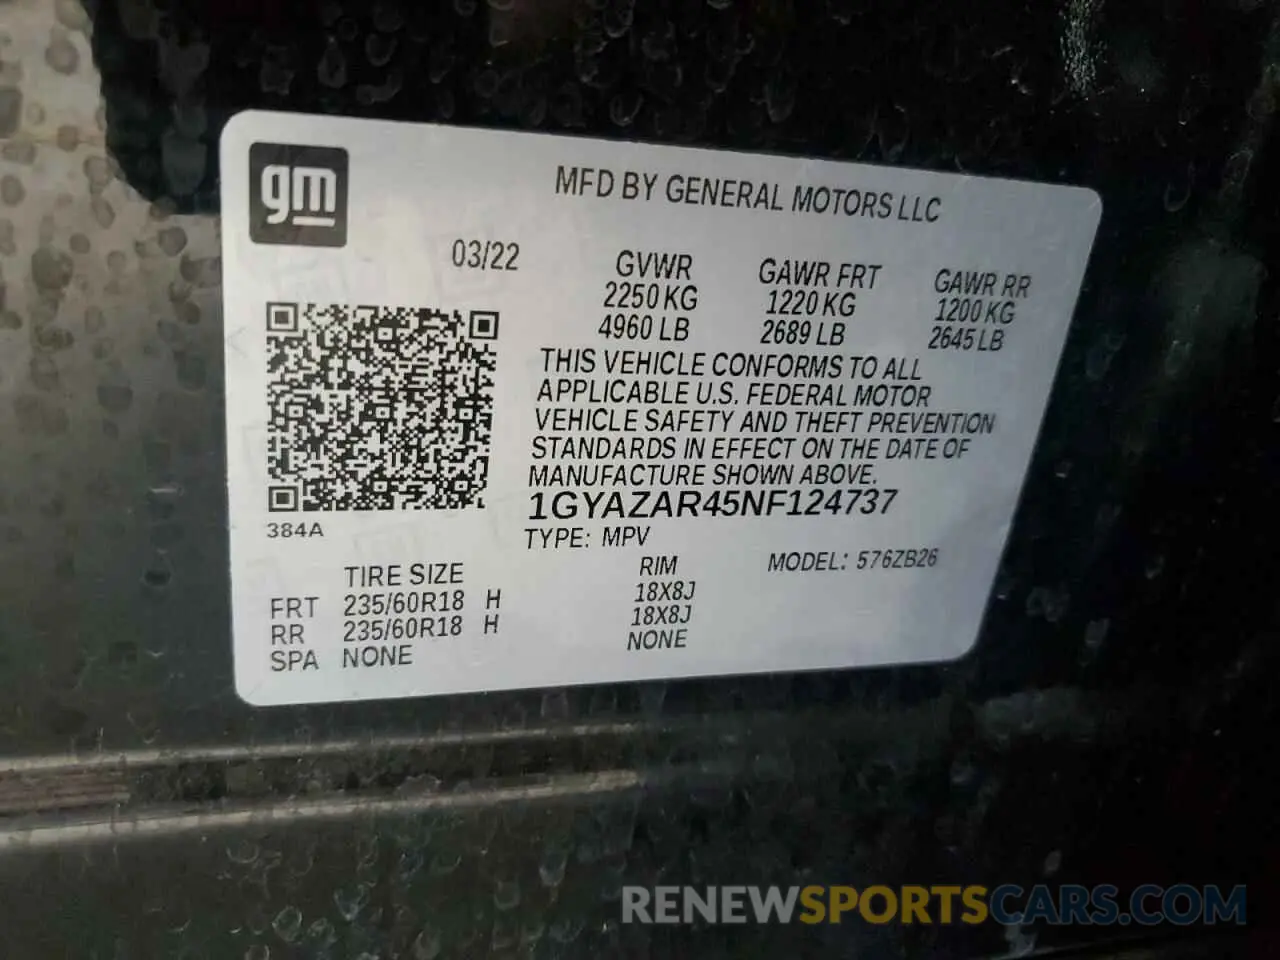 gm
MFD BY GENERAL MOTORS LLC
03/22
GVWR GAWR FRT GAWR RR
2250 KG 1220 KG 1200 KG
4960 LB 2689 LB 2645 LB
THIS VEHICLE CONFORMS TO ALL
APPLICABLE U.S. FEDERAL MOTOR
VEHICLE SAFETY AND THEFT PREVENTION
STANDARDS IN EFFECT ON THE DATE OF
MANUFACTURE SHOWN ABOVE.
1GYAZAR45NF124737
384A
TYPE: MPV
MODEL: 576ZB26
TIRE SIZE RIM
FRT 235/60R18 H 18X8J
RR 235/60R18 H 18X8J
SPA NONE NONE
RENEWSPORTSCARS.COM